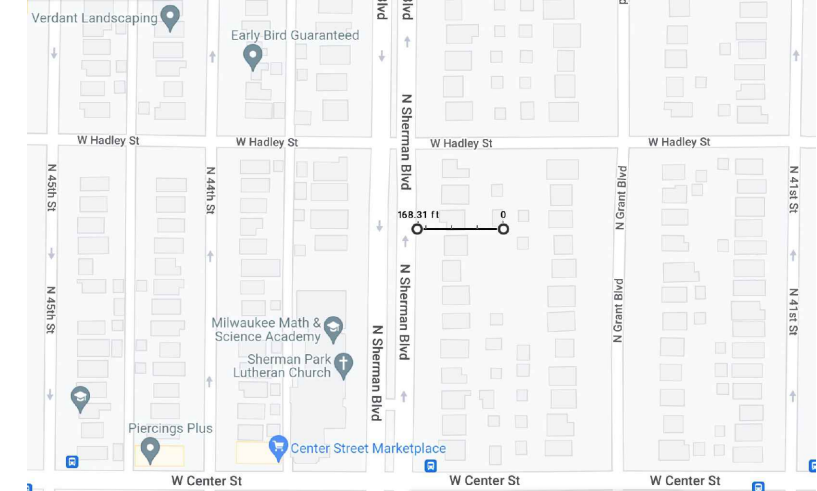 Blvd
Blvd
Verdant Landscaping
Early Bird Guaranteed
N Sherman Blvd
W Hadley St
W Hadley St
W Hadley St
W Hadley St
N 45th St
N 44th St
N Grant Blvd
N 41st St
168.31 ft
0
N 45th St
N Sherman Blvd
N Sherman Blvd
N Grant Blvd
N 41st St
Milwaukee Math &
Science Academy
Sherman Park
Lutheran Church
Piercings Plus
Center Street Marketplace
W Center St
W Center St
W Center St